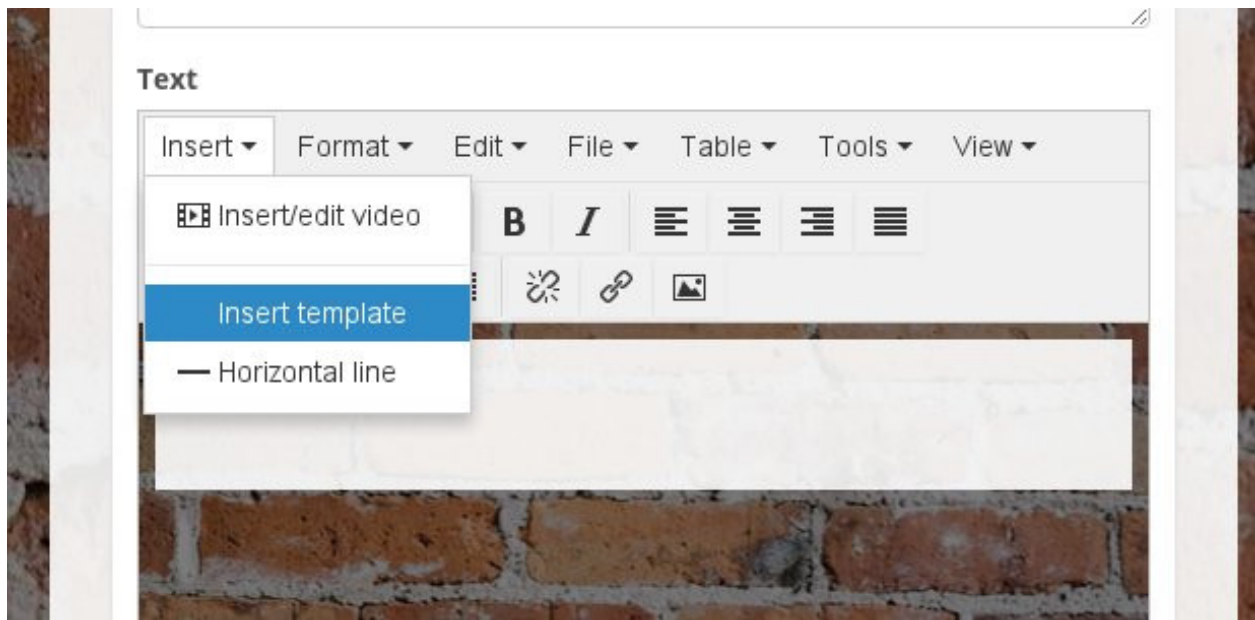 Text
Insert Format Edit File Table Tools View
Insert/edit video
B I
Insert template
Horizontal line